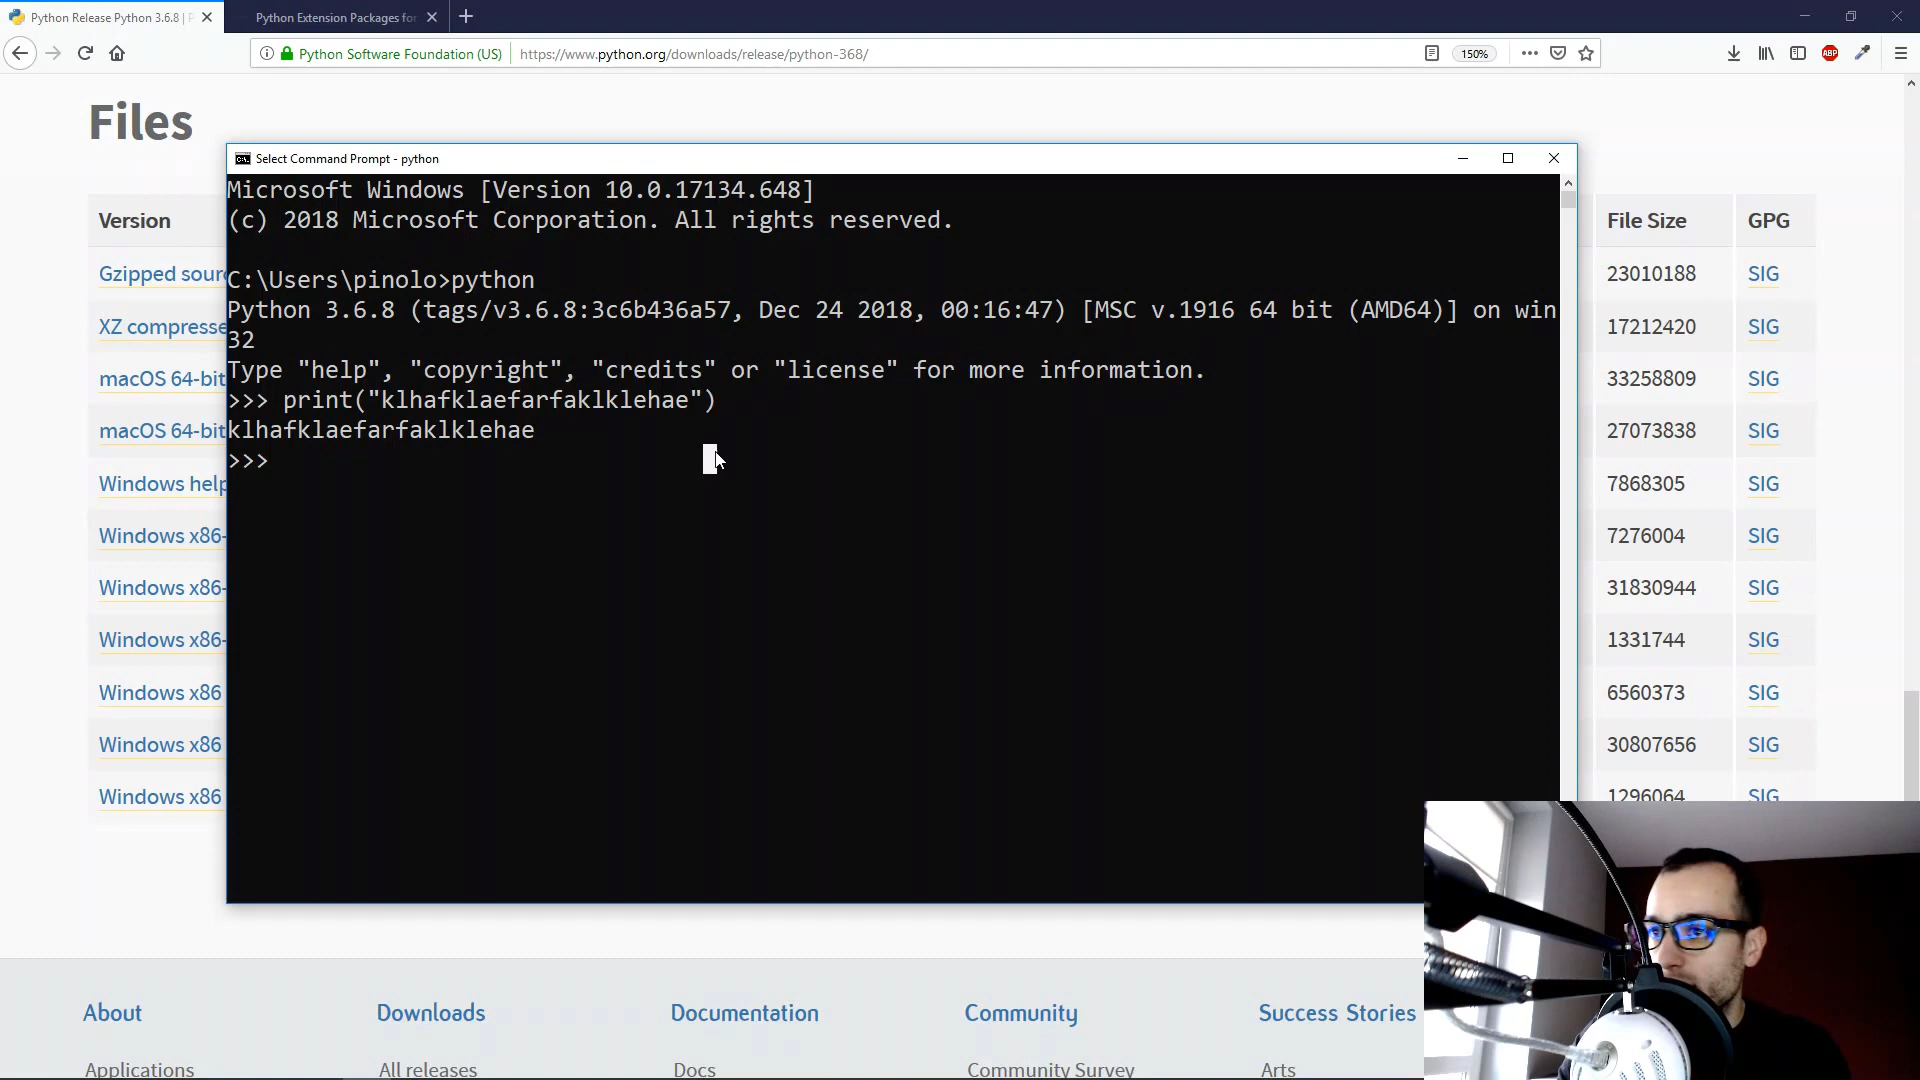 Python Release Python 3.6.8 | P
Python Extension Packages for
Python Software Foundation (US)
https://www.python.org/downloads/release/python-368/
150%
ABP
Files
Select Command Prompt - python
Microsoft Windows [Version 10.0.17134.648]
(c) 2018 Microsoft Corporation. All rights reserved.
C:\Users\pinolo>python
Python 3.6.8 (tags/v3.6.8:3c6b436a57, Dec 24 2018, 00:16:47) [MSC v.1916 64 bit (AMD64)] on win
32
Type "help", "copyright", "credits" or "license" for more information.
>>> print("klhafklaefarfaklklehae")
klhafklaefarfaklklehae
>>>
Version File Size GPG
Gzipped sour 23010188 SIG
XZ compresse 17212420 SIG
macOS 64-bit 33258809 SIG
macOS 64-bit 27073838 SIG
Windows help 7868305 SIG
Windows x86- 7276004 SIG
Windows x86- 31830944 SIG
Windows x86- 1331744 SIG
Windows x86 6560373 SIG
Windows x86 30807656 SIG
Windows x86 1296064 SIG
About Downloads Documentation Community Success Stories
Applications All releases Docs Community Survey Arts